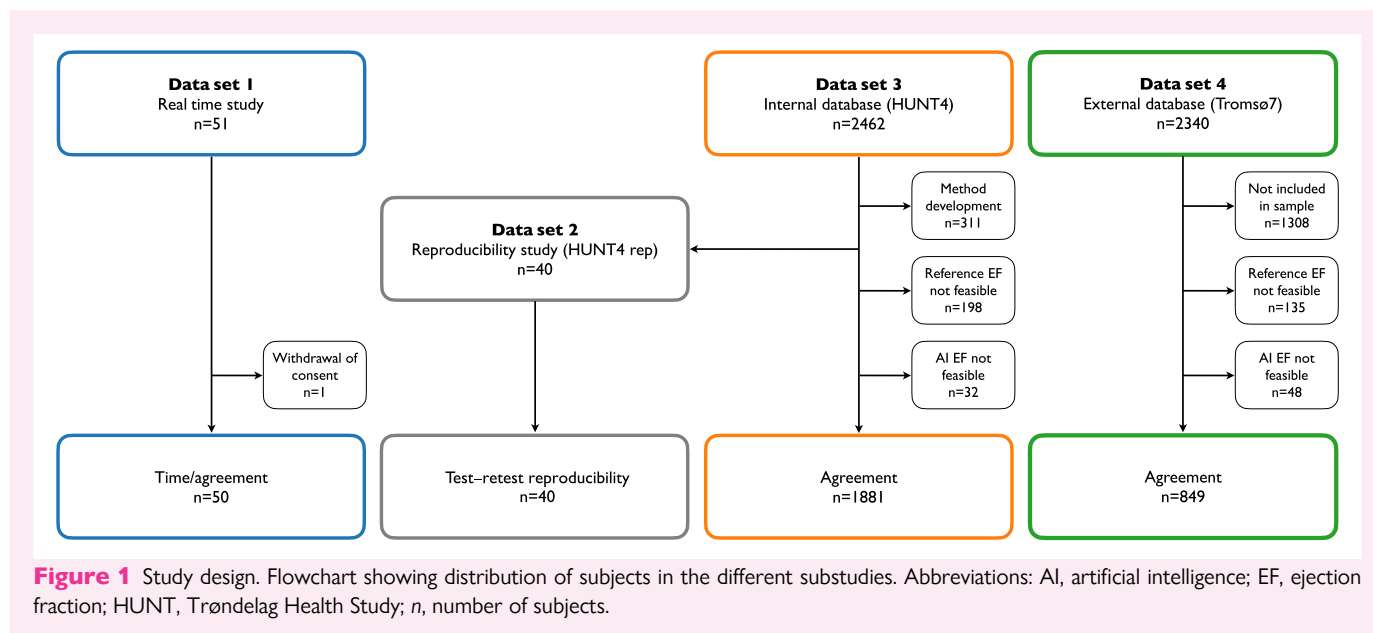 Data set 1
Real time study
n=51
Withdrawal of
consent
n=1
Time/agreement
n=50
Data set 2
Reproducibility study (HUNT4 rep)
n=40
Test–retest reproducibility
n=40
Data set 3
Internal database (HUNT4)
n=2462
Method
development
n=311
Reference EF
not feasible
n=198
AI EF not
feasible
n=32
Agreement
n=1881
Data set 4
External database (Tromsø7)
n=2340
Not included
in sample
n=1308
Reference EF
not feasible
n=135
AI EF not
feasible
n=48
Agreement
n=849
Figure 1 Study design. Flowchart showing distribution of subjects in the different substudies. Abbreviations: AI, artificial intelligence; EF, ejection
fraction; HUNT, Trøndelag Health Study; n, number of subjects.